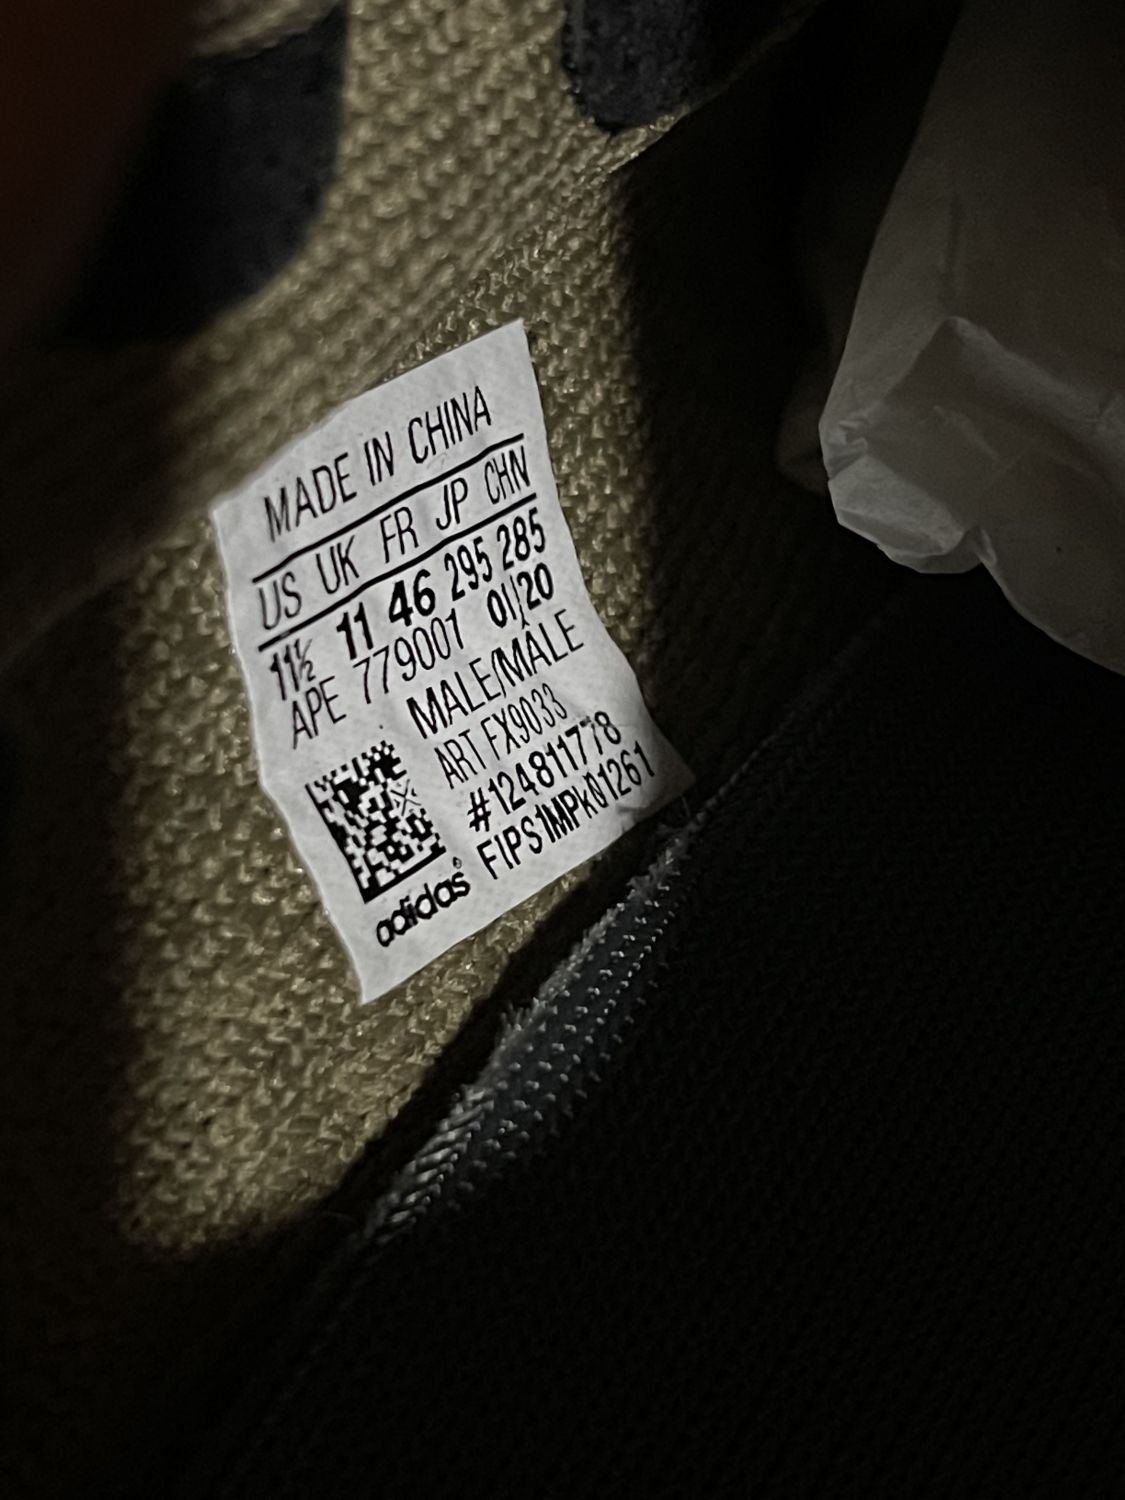 MADE IN CHINA
US UK FR JP CHN
11½ 11 46 295 285
APE 779001 01/20
MALE/MÂLE
ART FX9033
#124811778
FIPS1MPK01261
adidas